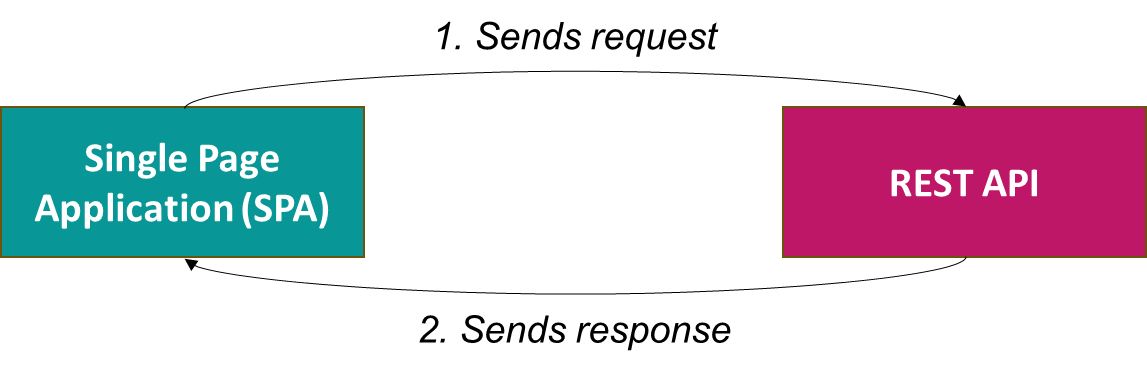 1. Sends request
Single Page
Application (SPA)
REST API
2. Sends response